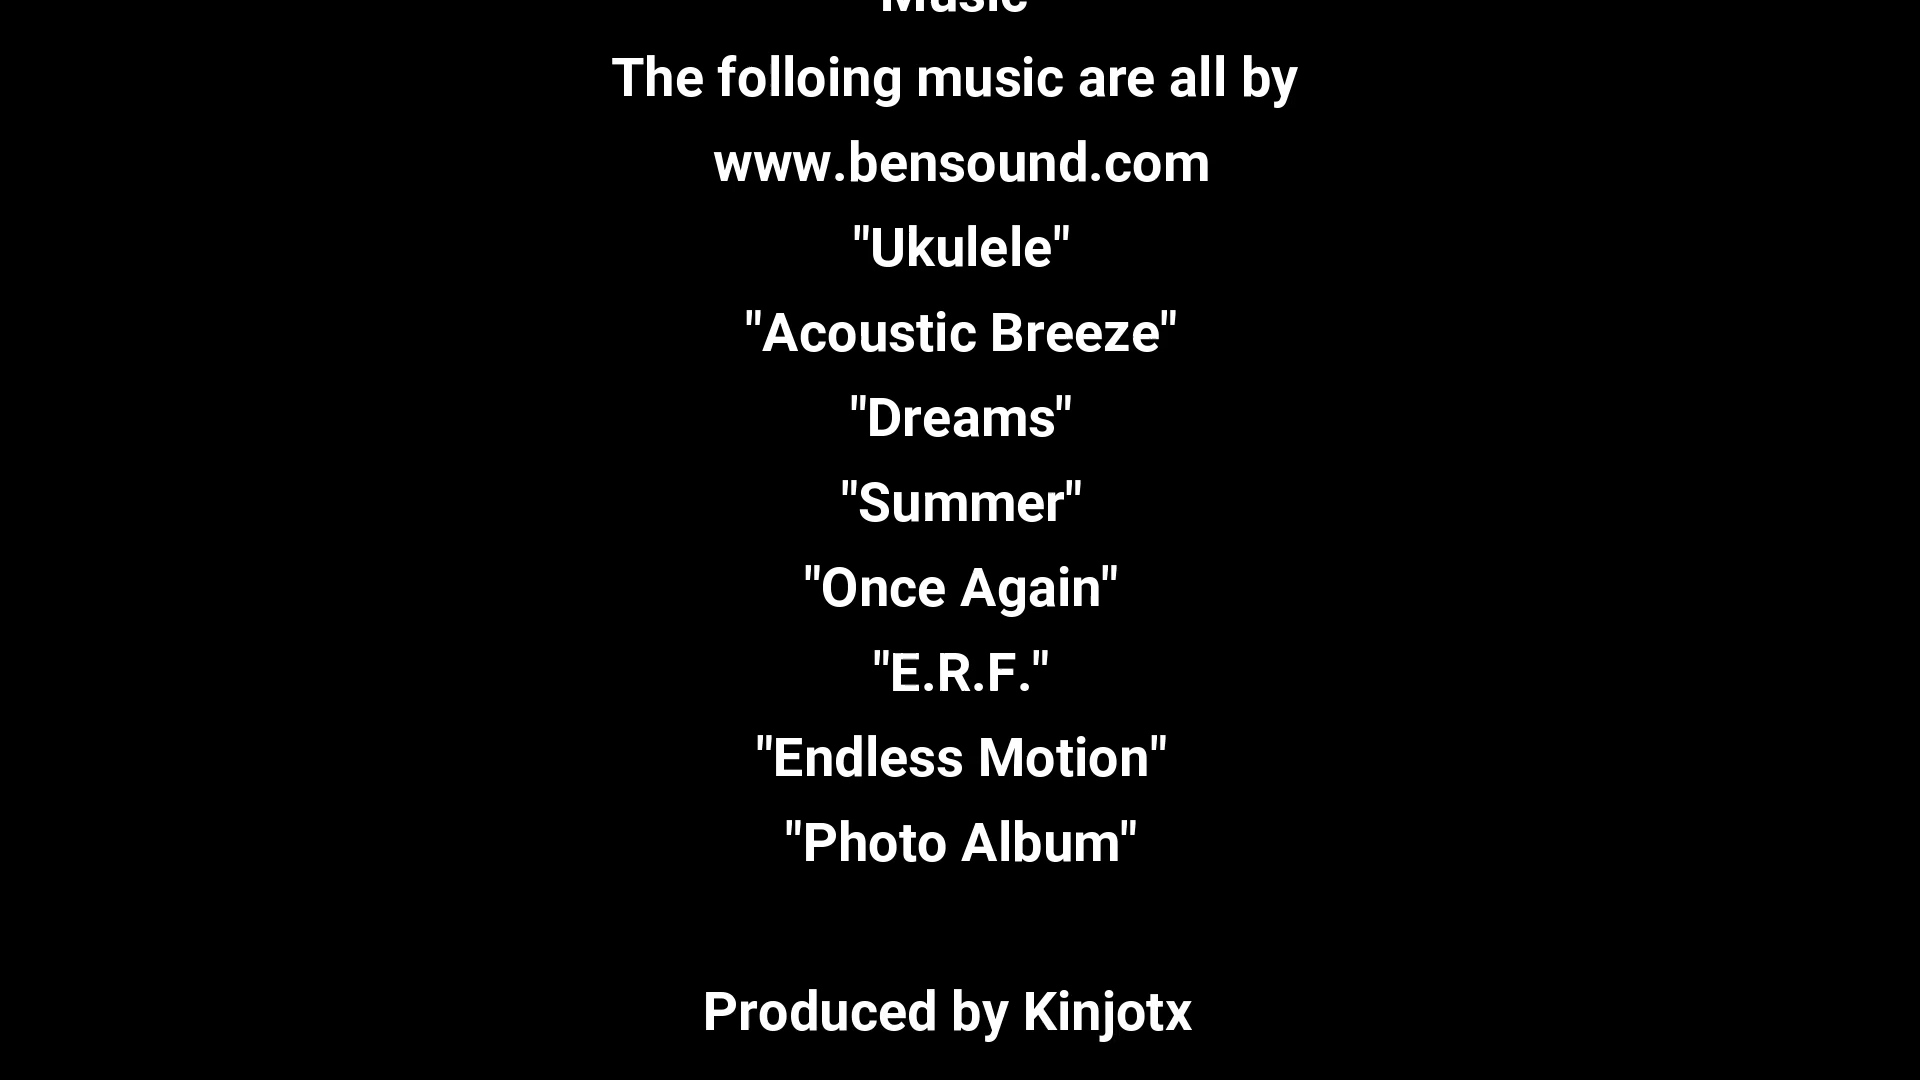 Music
The folloing music are all by
www.bensound.com
"Ukulele"
"Acoustic Breeze"
"Dreams"
"Summer"
"Once Again"
"E.R.F."
"Endless Motion"
"Photo Album"
Produced by Kinjotx